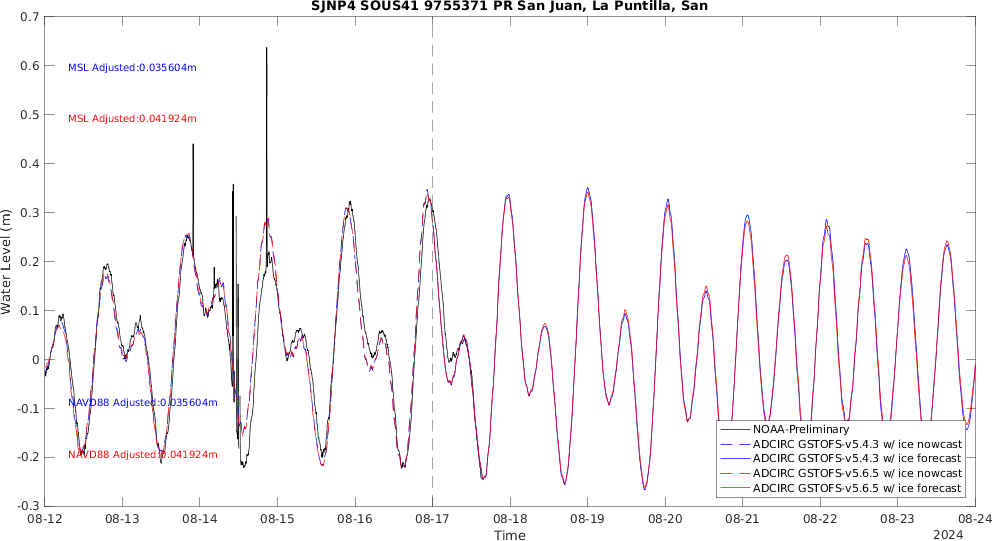 SJNP4 SOUS41 9755371 PR San Juan, La Puntilla, San
0.7
0.6
0.5
0.4
0.3
0.2
0.1
0
-0.1
-0.2
-0.3
Water Level (m)
MSL Adjusted:0.035604m
MSL Adjusted:0.041924m
NAVD88 Adjusted:0.035604m
NAVD88 Adjusted:0.041924m
NOAA-Preliminary
ADCIRC GSTOFS-v5.4.3 w/ ice nowcast
ADCIRC GSTOFS-v5.4.3 w/ ice forecast
ADCIRC GSTOFS-v5.6.5 w/ ice nowcast
ADCIRC GSTOFS-v5.6.5 w/ ice forecast
08-12 08-13 08-14 08-15 08-16 08-17 08-18 08-19 08-20 08-21 08-22 08-23 08-24
Time
2024